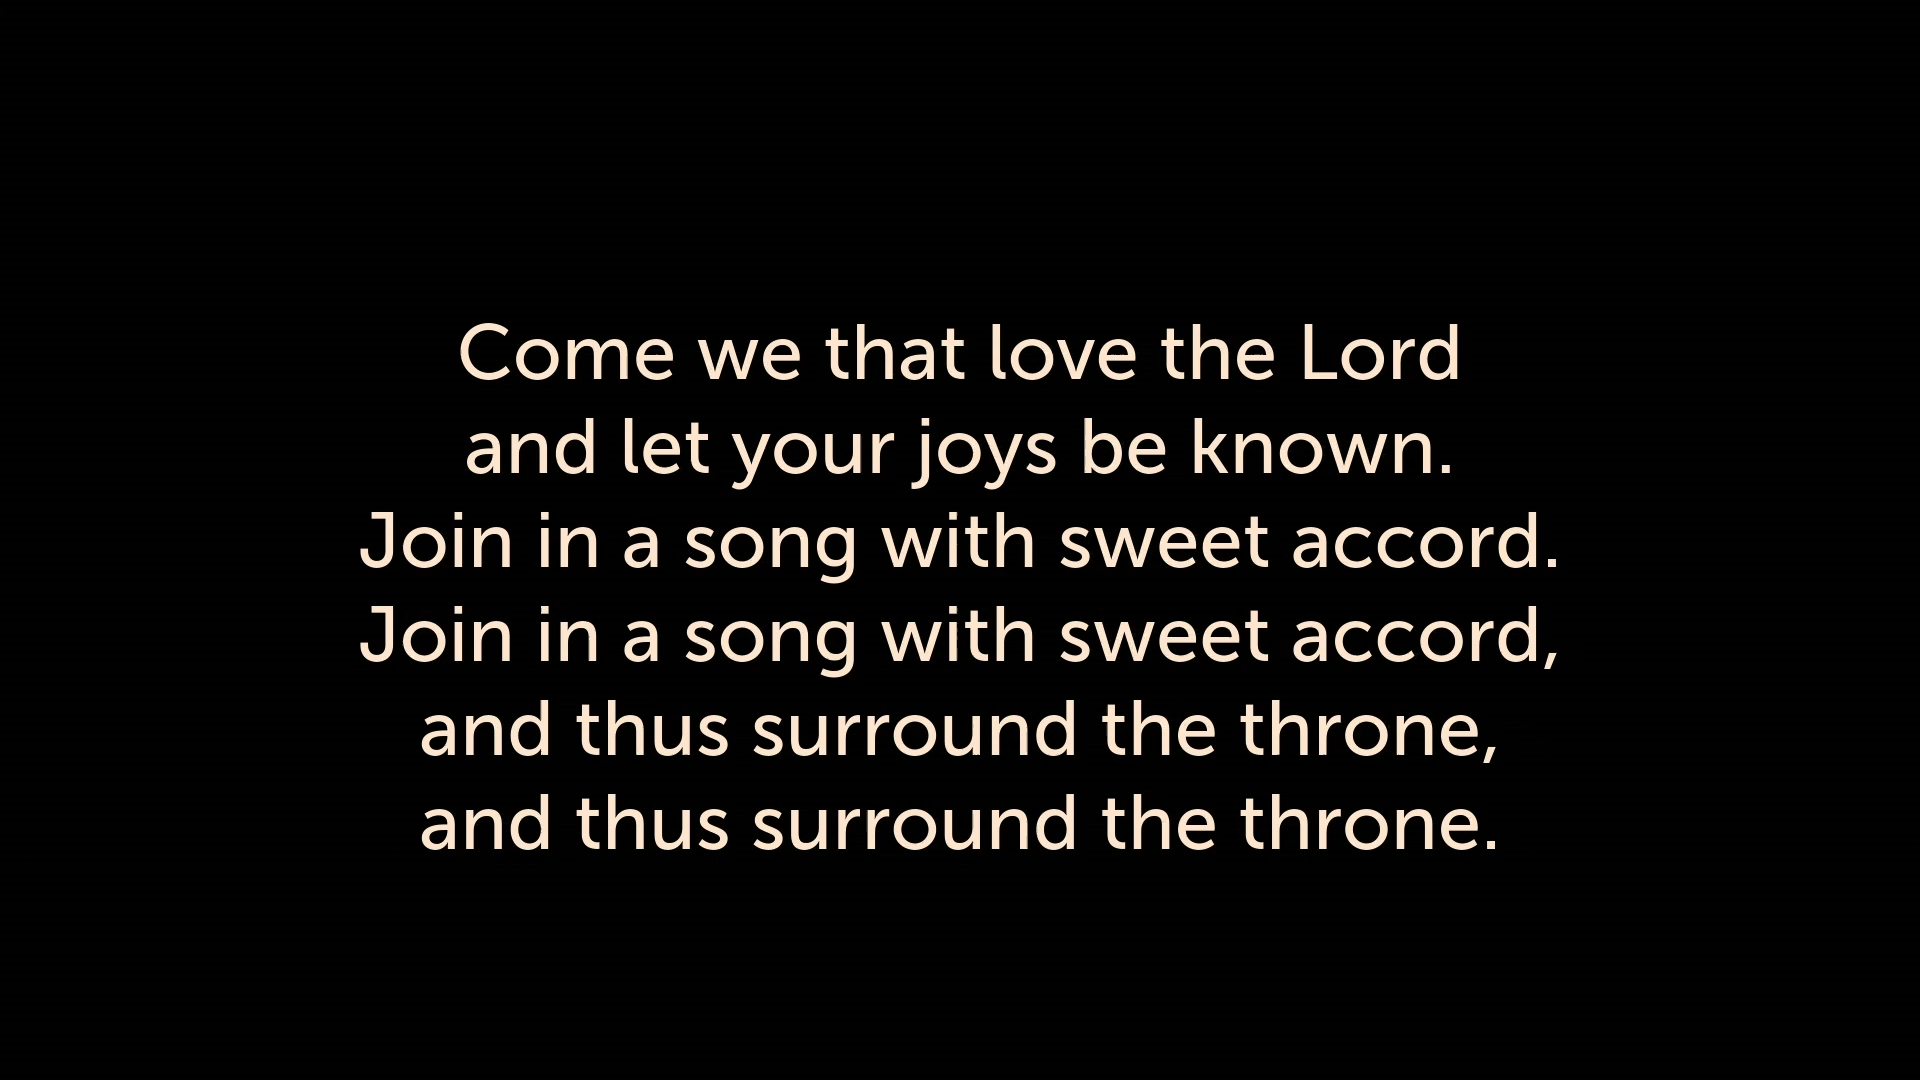 Come we that love the Lord
and let your joys be known.
Join in a song with sweet accord.
Join in a song with sweet accord,
and thus surround the throne,
and thus surround the throne.